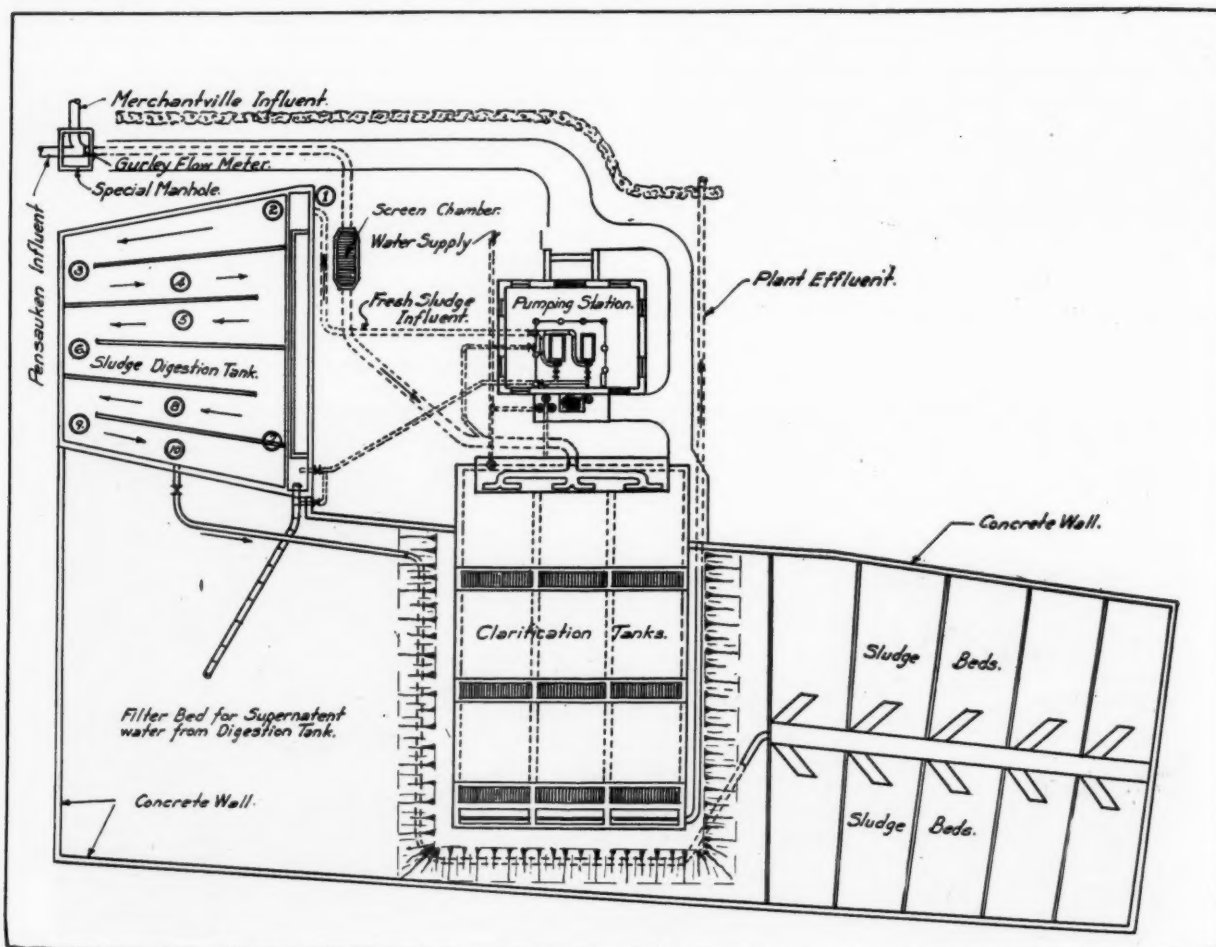 Merchantville Influent.
Gurley Flow Meter.
Special Manhole.
Pensauken Influent
Screen Chamber.
Water Supply
Fresh Sludge
Influent.
Pumping Station.
Plant Effluent.
1
2
3
4
5
6
Sludge Digestion Tank.
8
7
9
10
Concrete Wall.
Clarification Tanks.
Sludge Beds.
Filter Bed for Supernatent
water from Digestion Tank.
Concrete Wall.
Sludge Beds.